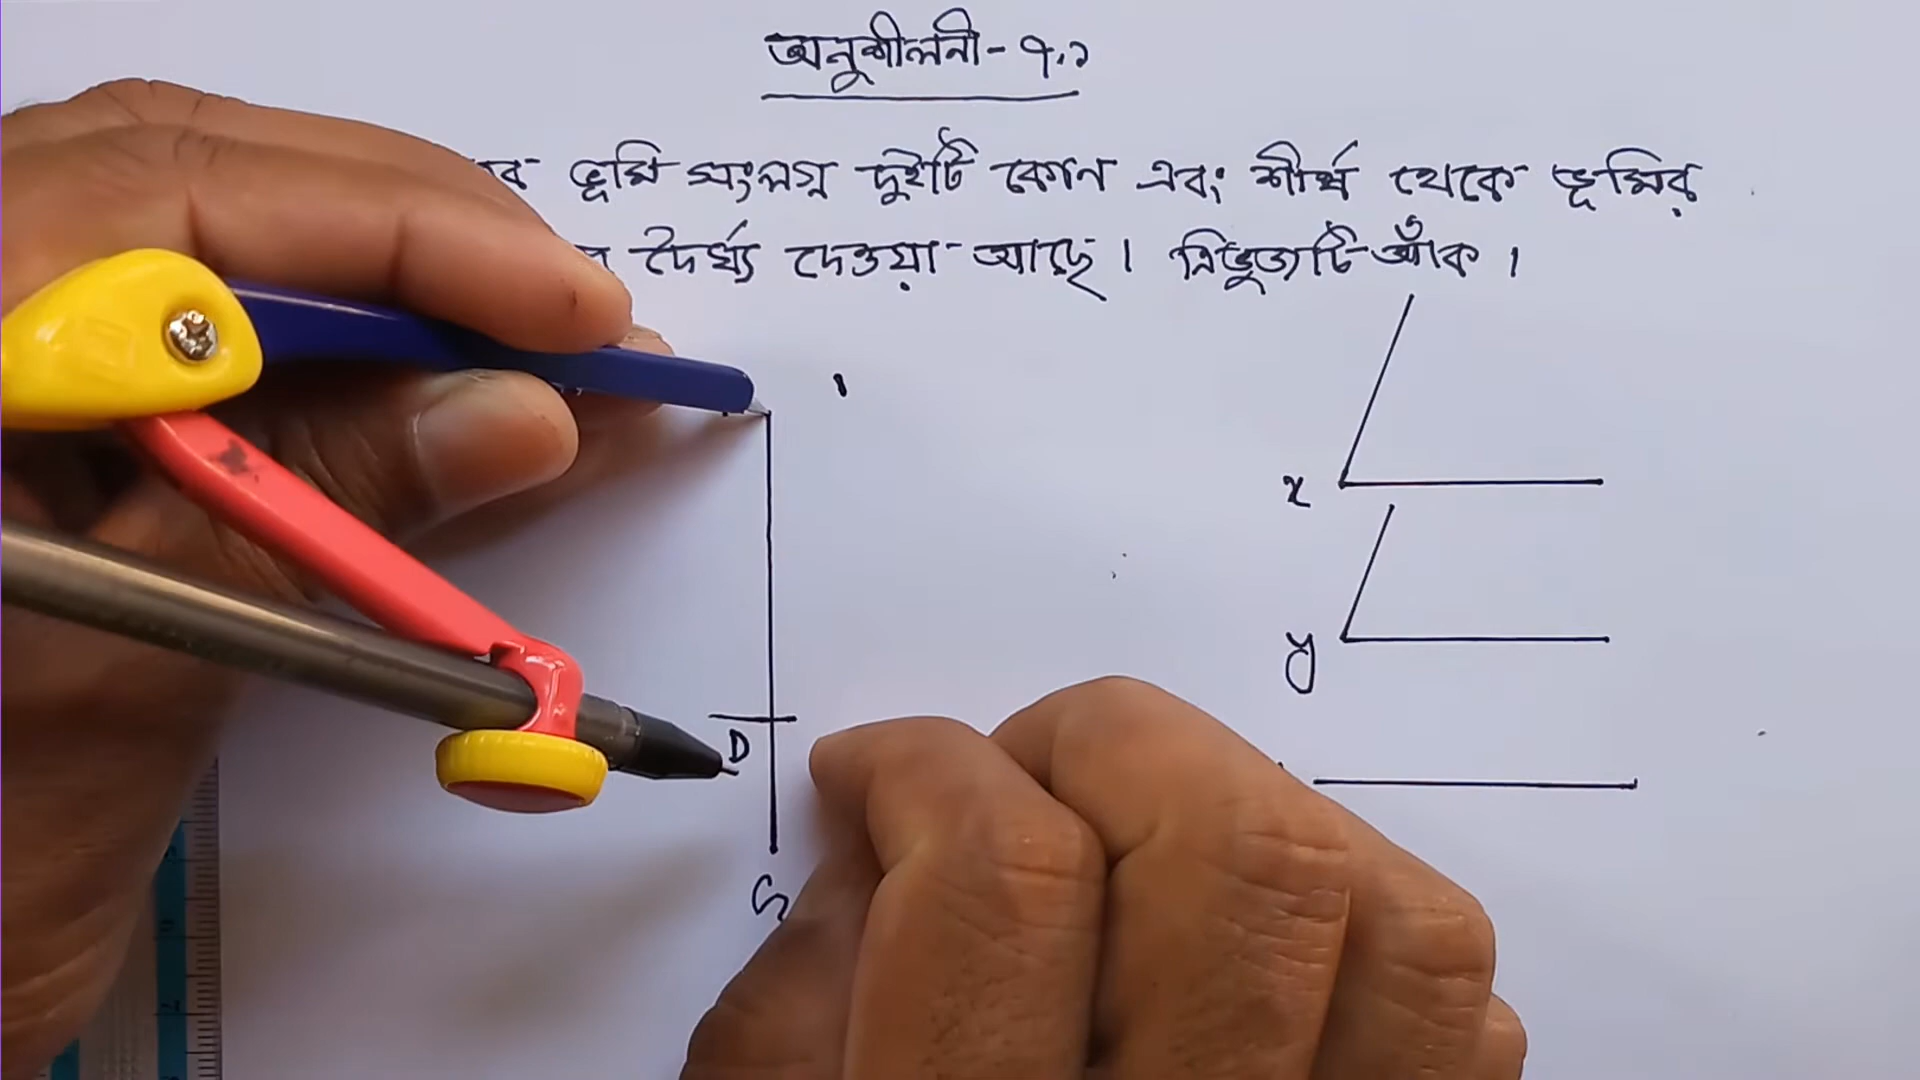 অনুশীলনী - ৭.১
ভূমি সংলগ্ন দুইটি কোন এবং শীর্ষ থেকে ভূমির
দৈর্ঘ্য দেওয়া আছে। ত্রিভুজটি আঁক।
x
y
D